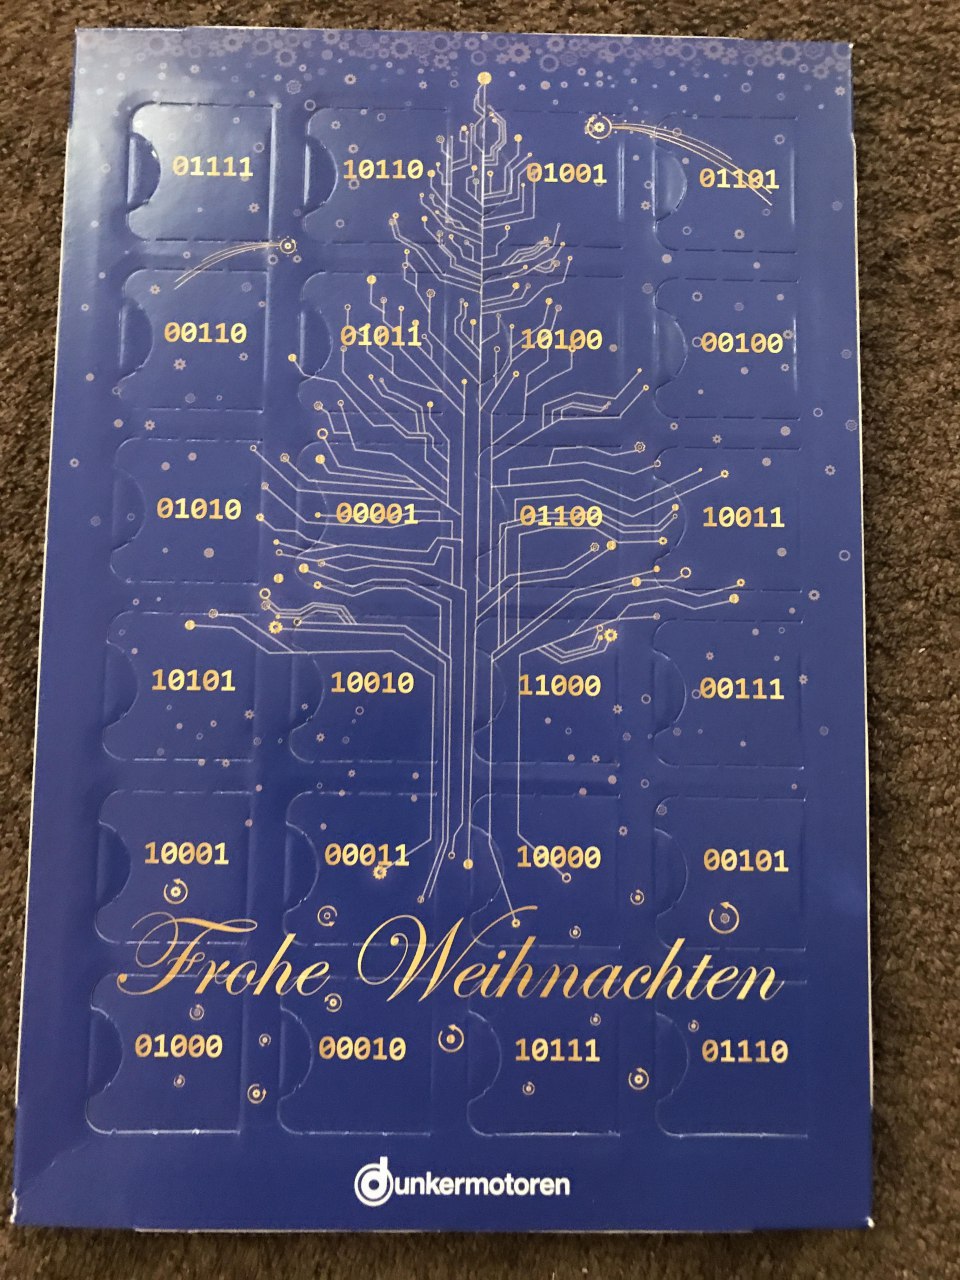 01111 10110 01001 01101
00110 01011 10100 00100
01010 00001 01100 10011
10101 10010 11000 00111
10001 00011 10000 00101
Frohe Weihnachten
01000 00010 10111 01110
dunkermotoren